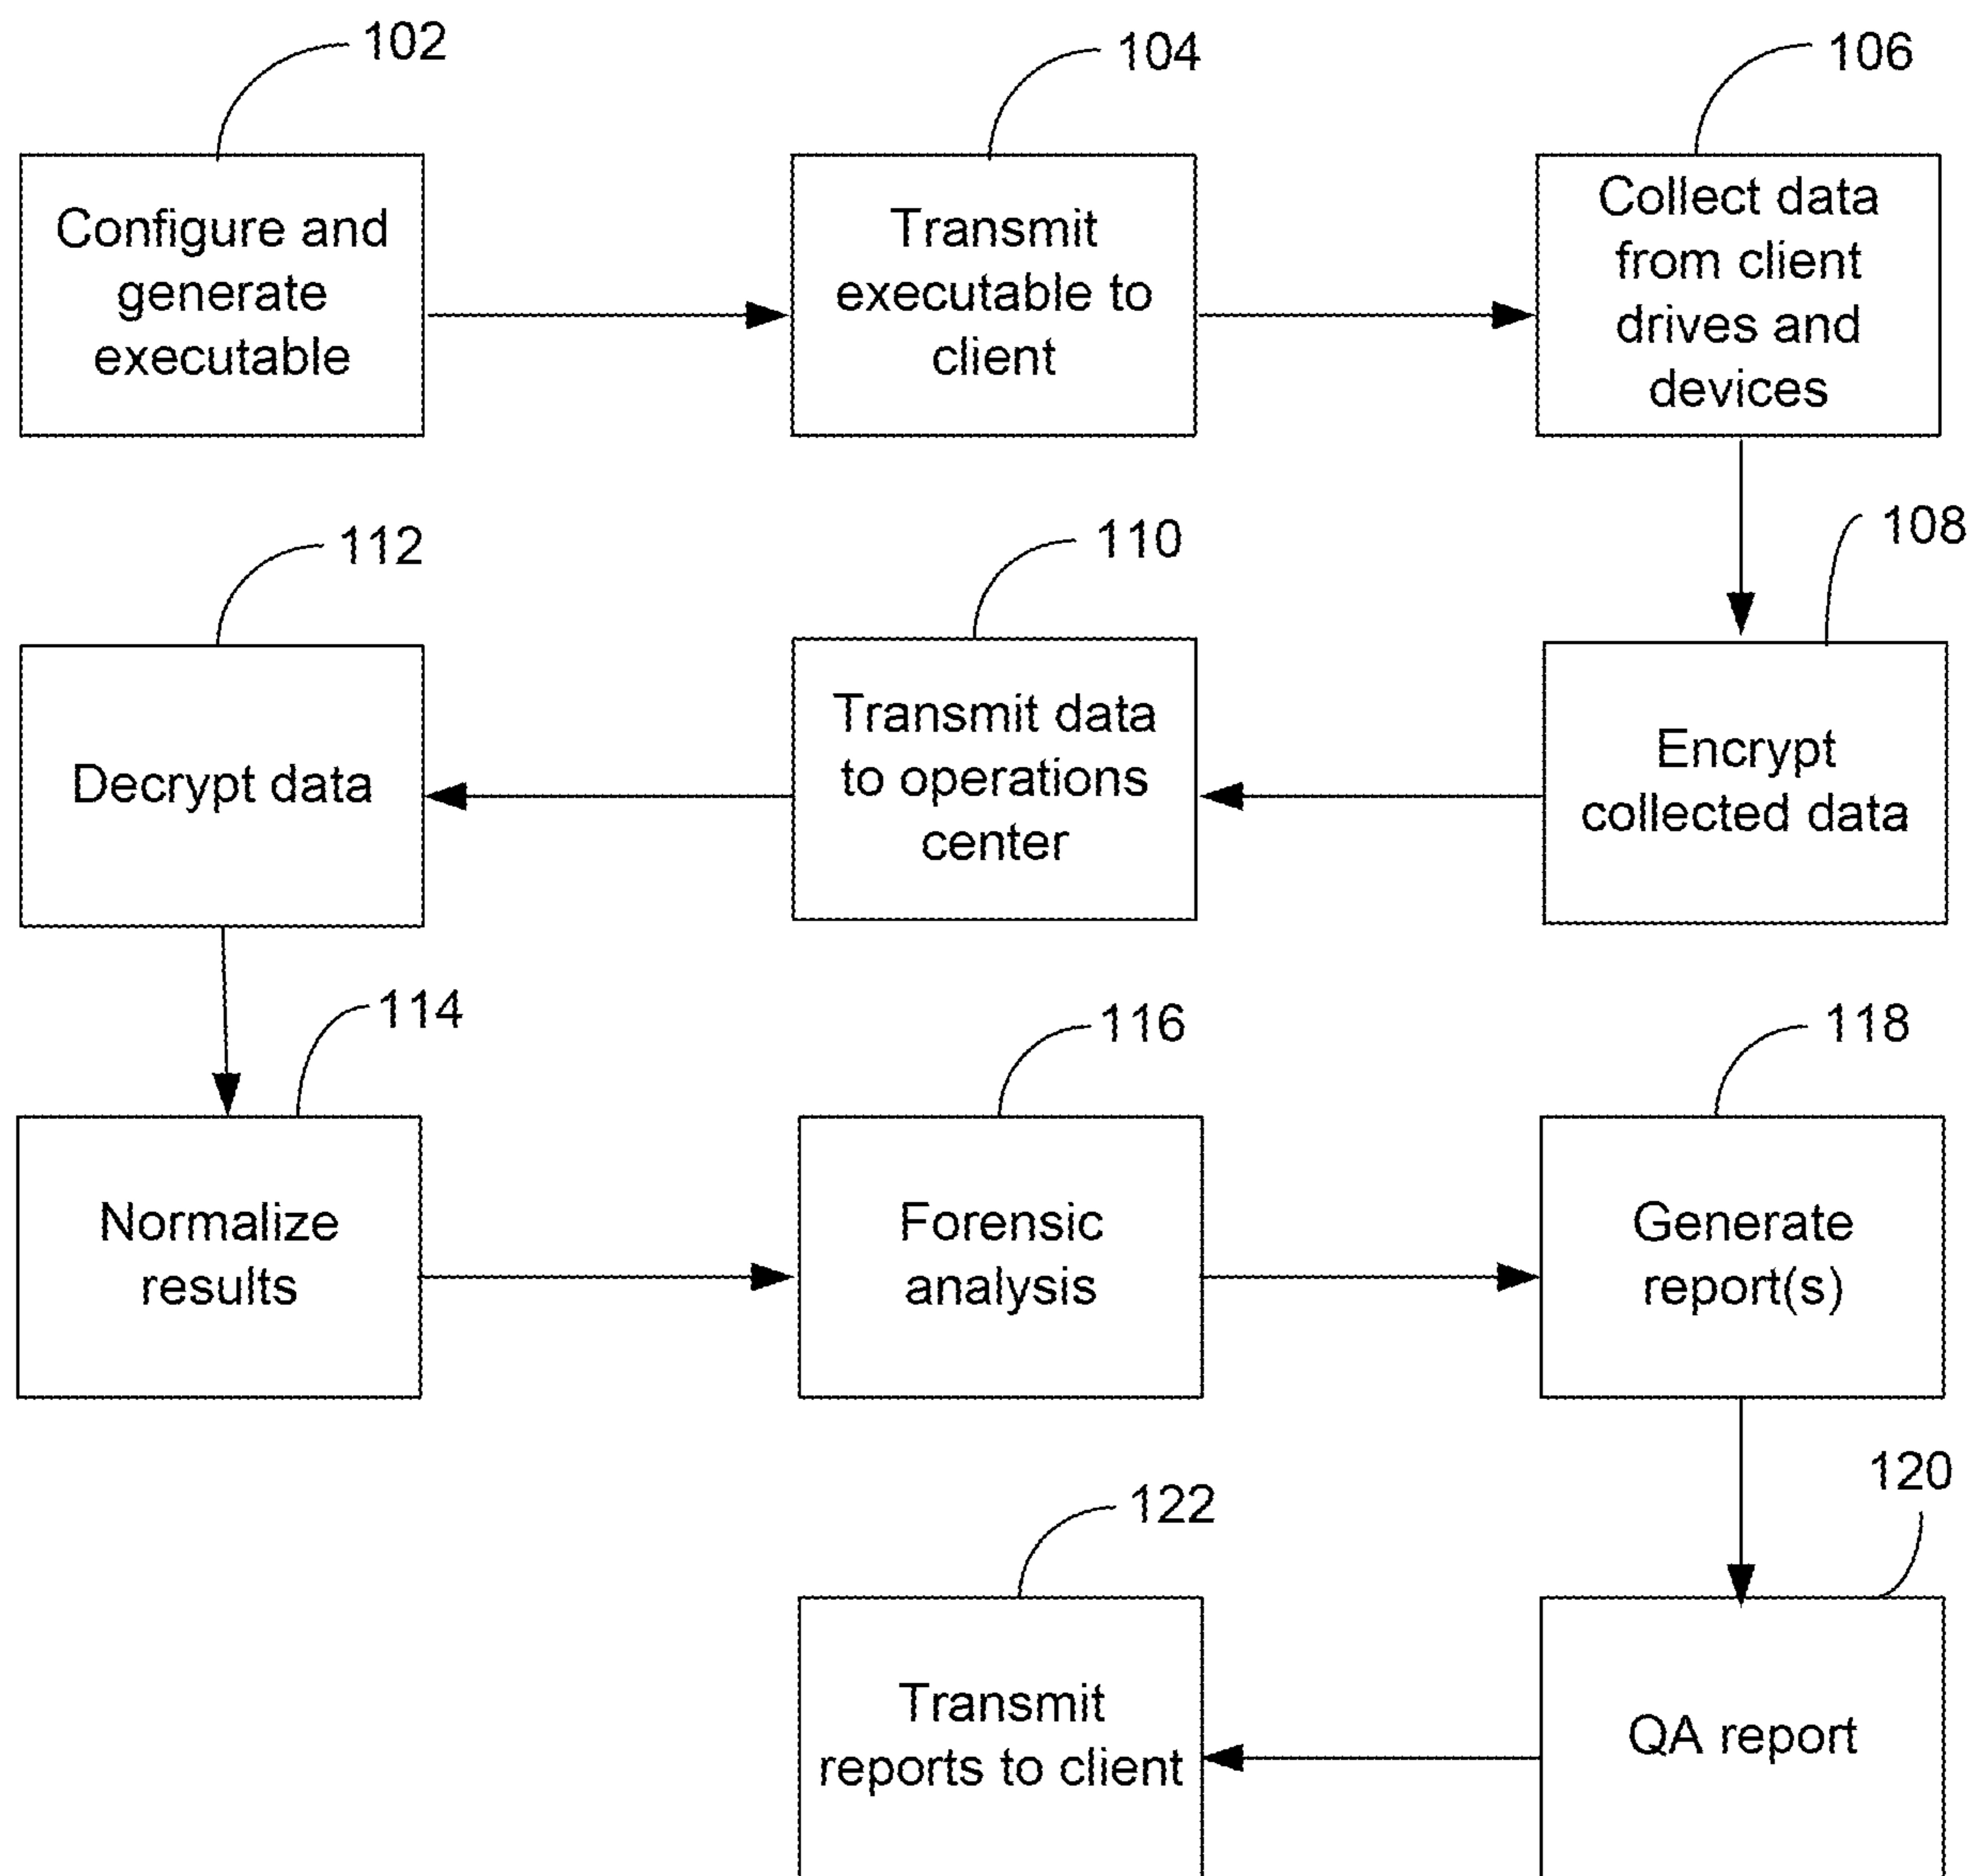 102
Configure and
generate
executable
104
Transmit
executable to
client
106
Collect data
from client
drives and
devices
108
Encrypt
collected data
110
Transmit data
to operations
center
112
Decrypt data
114
Normalize
results
116
Forensic
analysis
118
Generate
report(s)
120
QA report
122
Transmit
reports to client